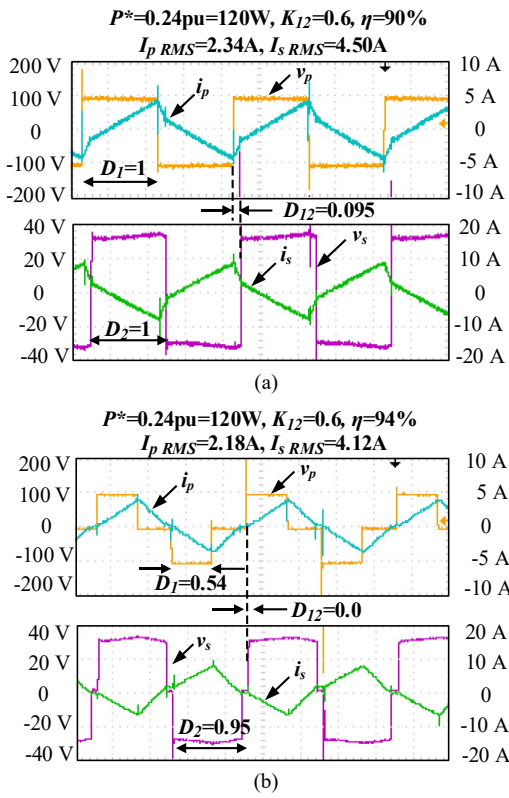 P*=0.24pu=120W, K12=0.6, η=90%
Ip RMS=2.34A, Is RMS=4.50A
200 V
100 V
0
-100 V
-200 V
ip
vp
D1=1
10 A
5 A
0
-5 A
-10 A
D12=0.095
40 V
20 V
0
-20 V
-40 V
is
vs
D2=1
20 A
10 A
0
-10 A
-20 A
(a)
P*=0.24pu=120W, K12=0.6, η=94%
Ip RMS=2.18A, Is RMS=4.12A
200 V
100 V
0
-100 V
-200 V
ip
vp
D1=0.54
10 A
5 A
0
-5 A
-10 A
D12=0.0
40 V
20 V
0
-20 V
-40 V
vs
is
D2=0.95
20 A
10 A
0
-10 A
-20 A
(b)